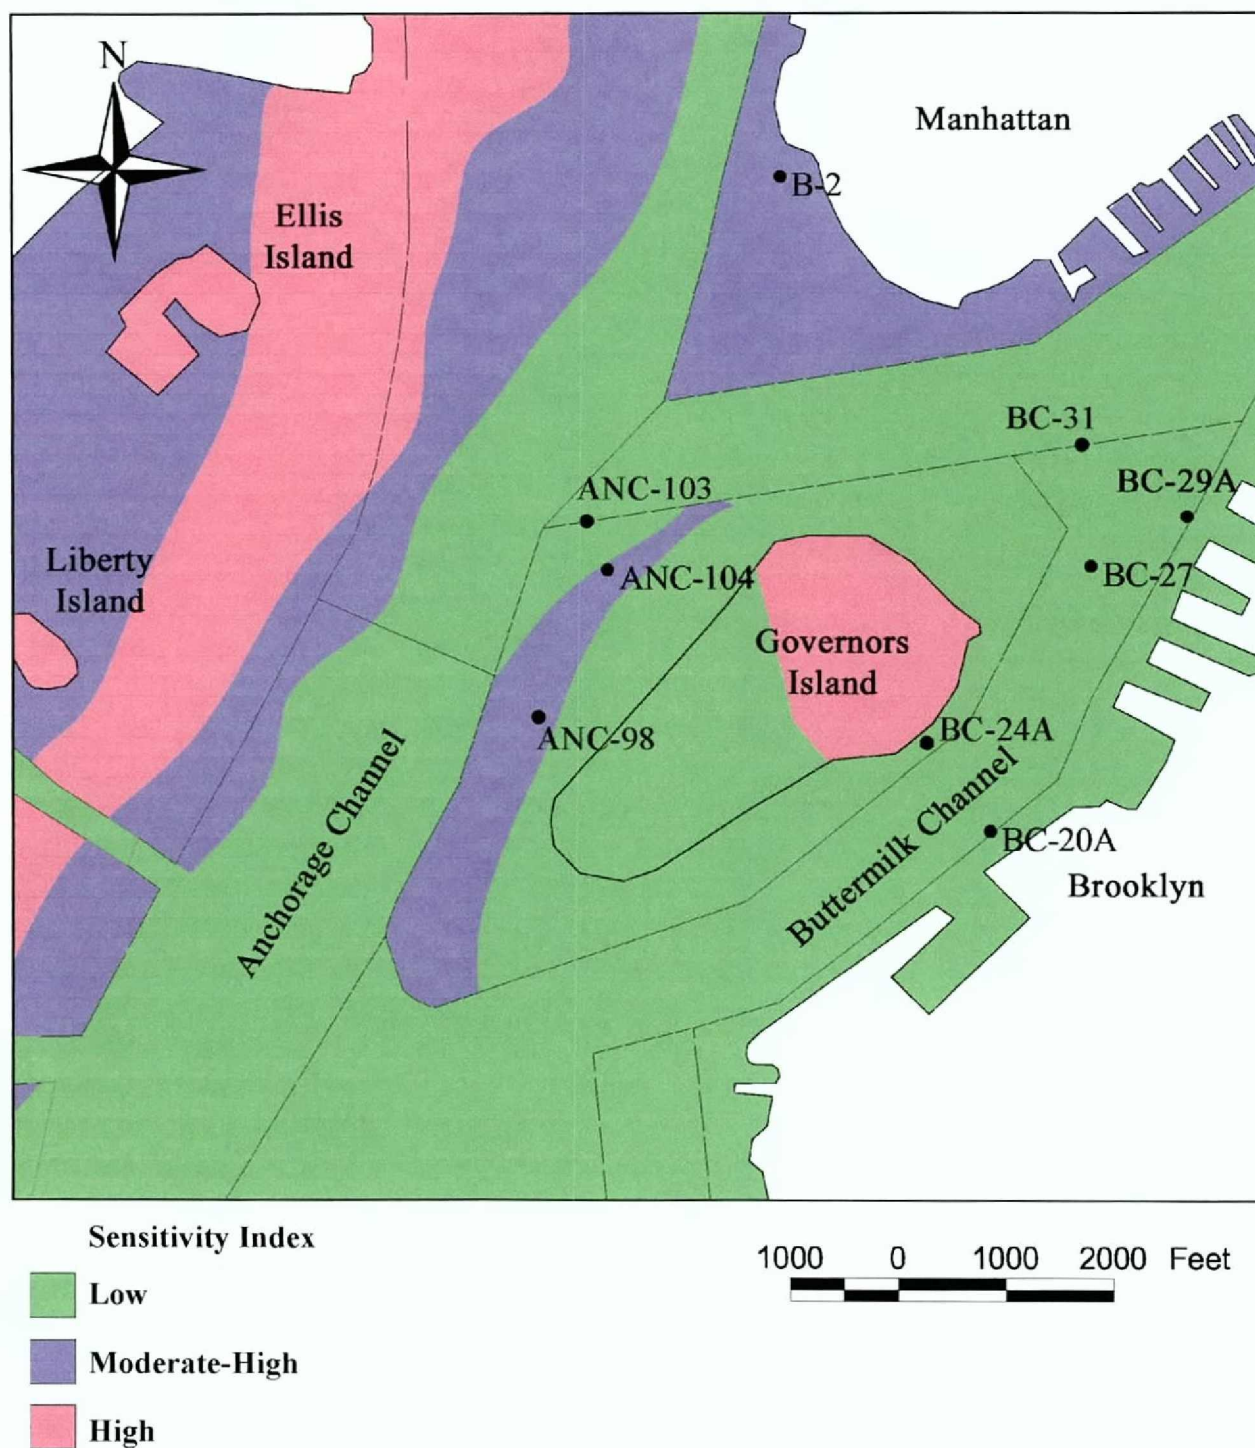 N
Manhattan
B-2
Ellis
Island
BC-31
ANC-103
BC-29A
Liberty
Island
ANC-104
BC-27
Governors
Island
ANC-98
BC-24A
Anchorage Channel
Buttermilk Channel
BC-20A
Brooklyn
Sensitivity Index
Low
Moderate-High
High
1000 0 1000 2000 Feet